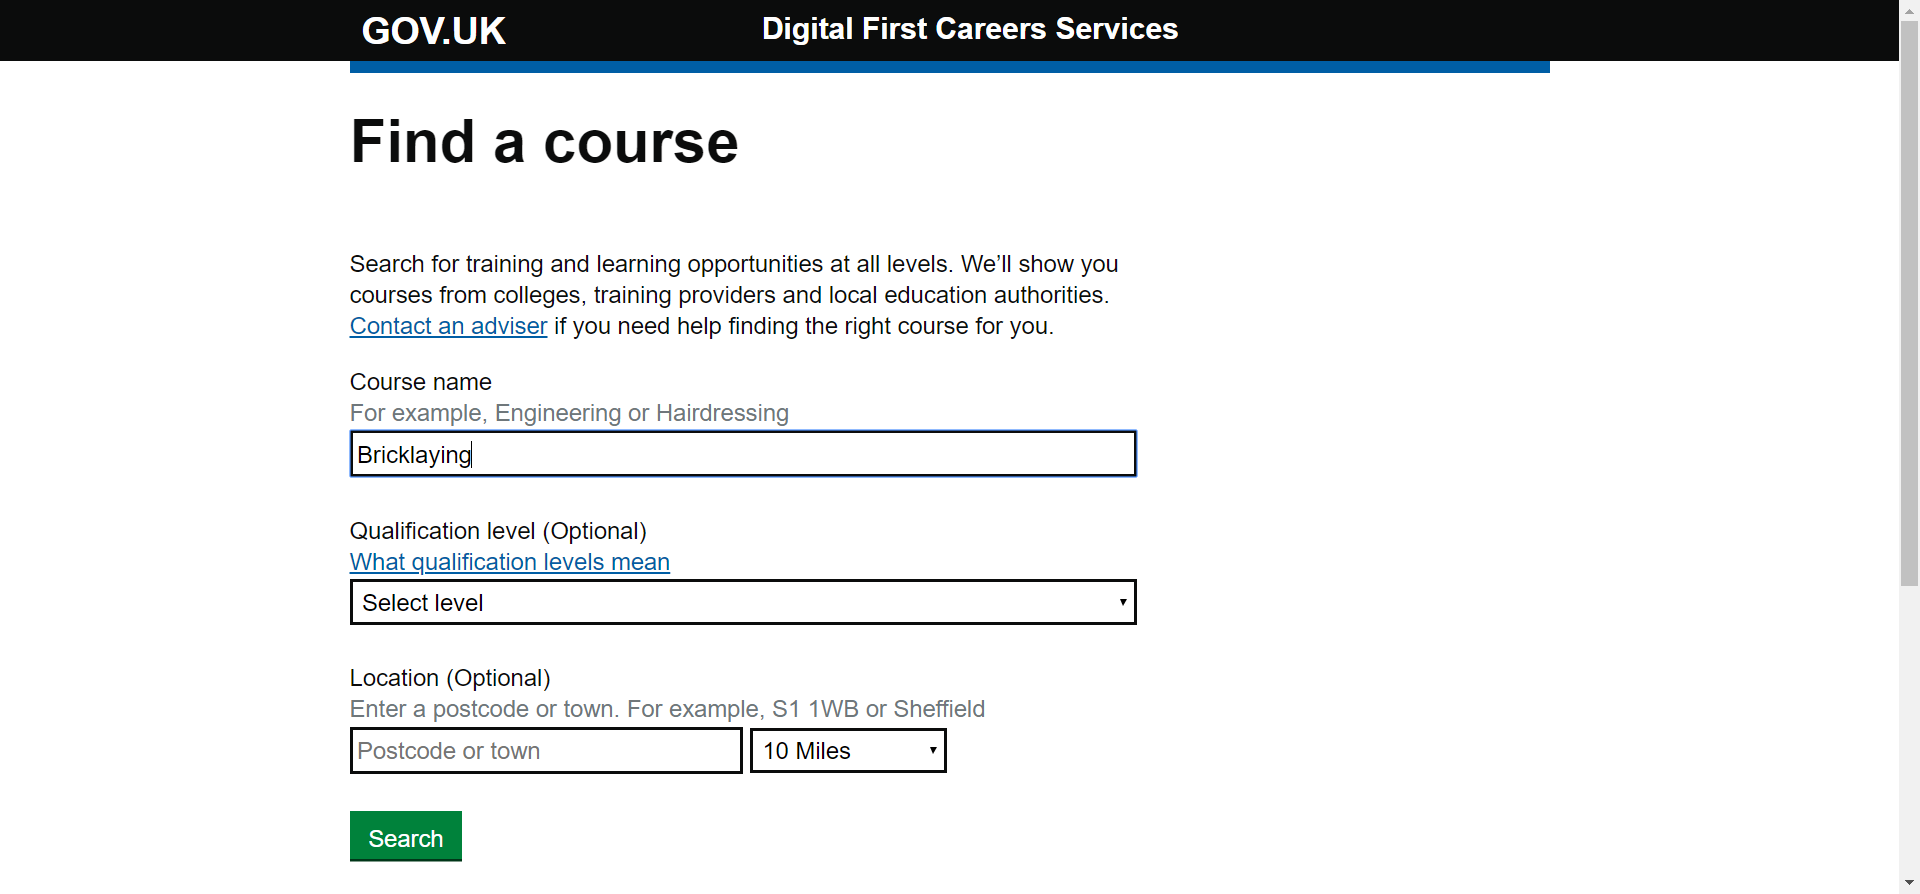 GOV.UK
Digital First Careers Services
Find a course
Search for training and learning opportunities at all levels. We’ll show you
courses from colleges, training providers and local education authorities.
Contact an adviser if you need help finding the right course for you.
Course name
For example, Engineering or Hairdressing
Bricklaying
Qualification level (Optional)
What qualification levels mean
Select level
Location (Optional)
Enter a postcode or town. For example, S1 1WB or Sheffield
Postcode or town
10 Miles
Search